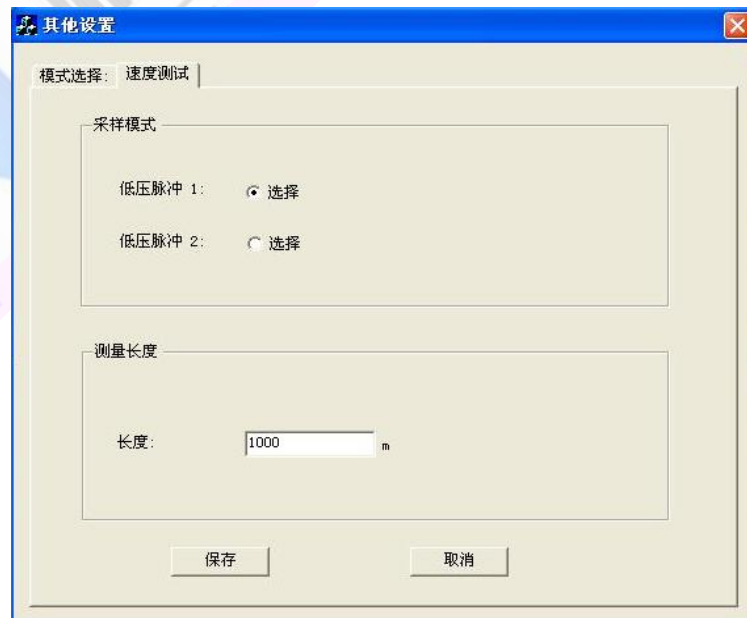 其他设置
模式选择: 速度测试
采样模式
低压脉冲 1: 选择
低压脉冲 2: 选择
测量长度
长度: 1000 m
保存 取消